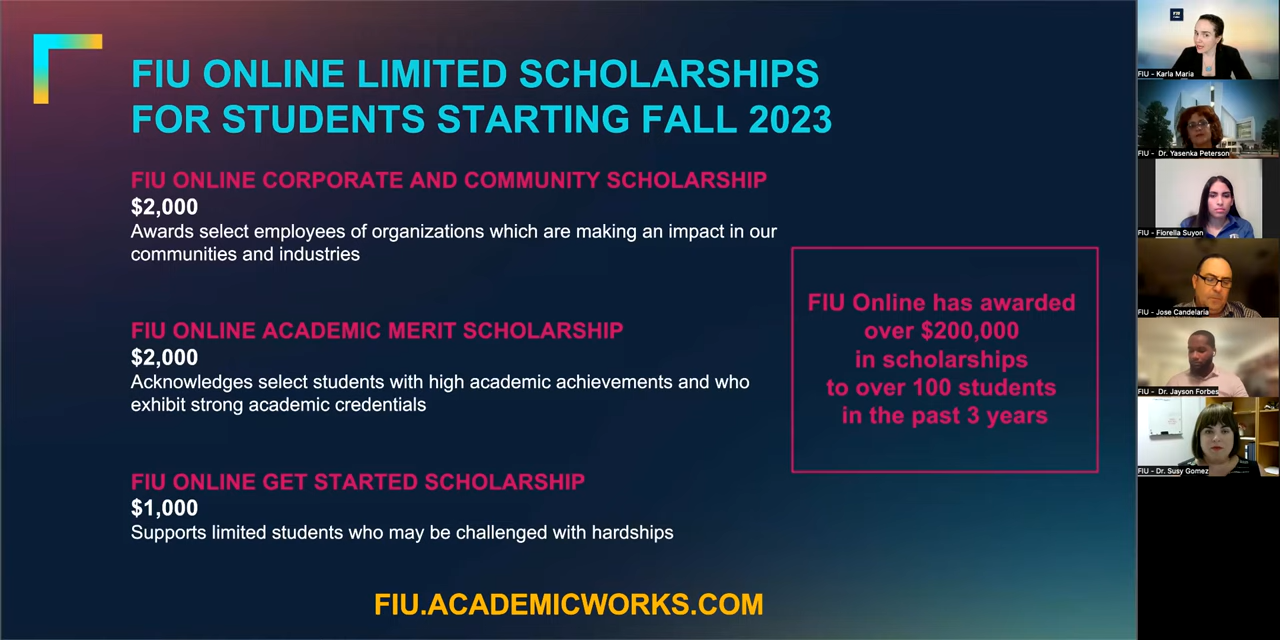 FIU ONLINE LIMITED SCHOLARSHIPS
FOR STUDENTS STARTING FALL 2023
FIU ONLINE CORPORATE AND COMMUNITY SCHOLARSHIP
$2,000
Awards select employees of organizations which are making an impact in our
communities and industries
FIU ONLINE ACADEMIC MERIT SCHOLARSHIP
$2,000
Acknowledges select students with high academic achievements and who
exhibit strong academic credentials
FIU ONLINE GET STARTED SCHOLARSHIP
$1,000
Supports limited students who may be challenged with hardships
FIU Online has awarded
over $200,000
in scholarships
to over 100 students
in the past 3 years
FIU.ACADEMICWORKS.COM
FIU
FIU - Karla Maria
FIU - Dr. Yasenka Peterson
FIU - Fiorella Suyon
FIU - Jose Candelaria
FIU - Dr. Jayson Forbes
FIU - Dr. Susy Gomez